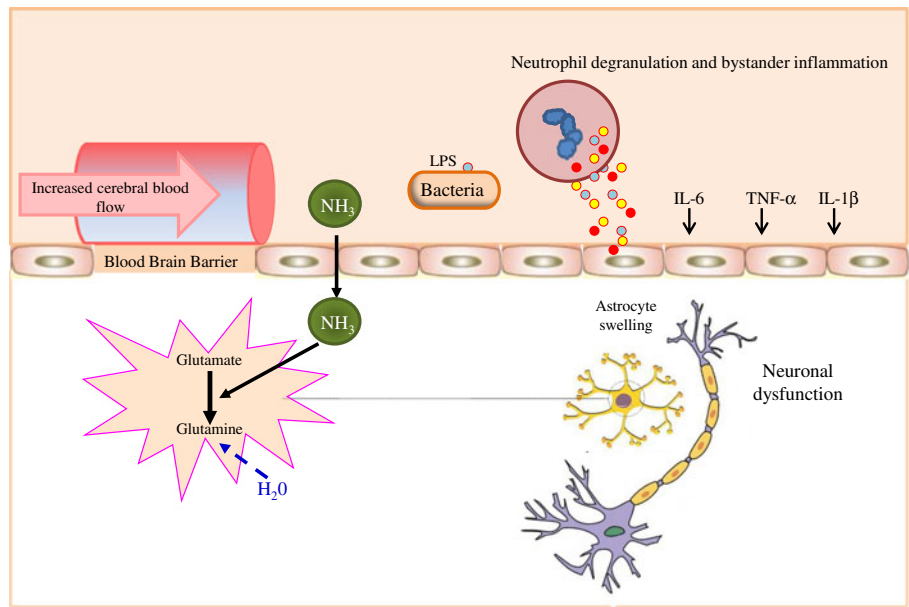 Neutrophil degranulation and bystander inflammation
LPS
Bacteria
Increased cerebral blood
flow
NH₃
IL-6
TNF-α
IL-1β
Blood Brain Barrier
NH₃
Astrocyte
swelling
Glutamate
Neuronal
dysfunction
Glutamine
H₂0